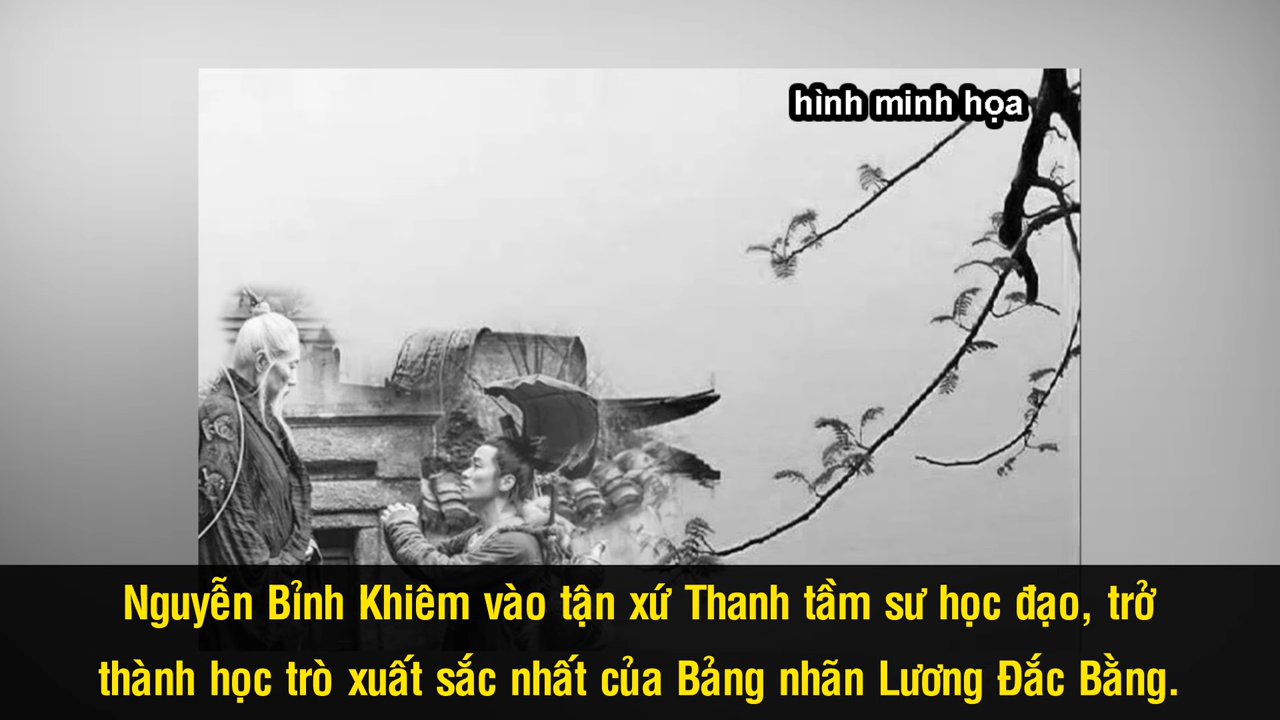 hình minh họa
Nguyễn Bỉnh Khiêm vào tận xứ Thanh tầm sư học đạo, trở
thành học trò xuất sắc nhất của Bảng nhãn Lương Đắc Bằng.